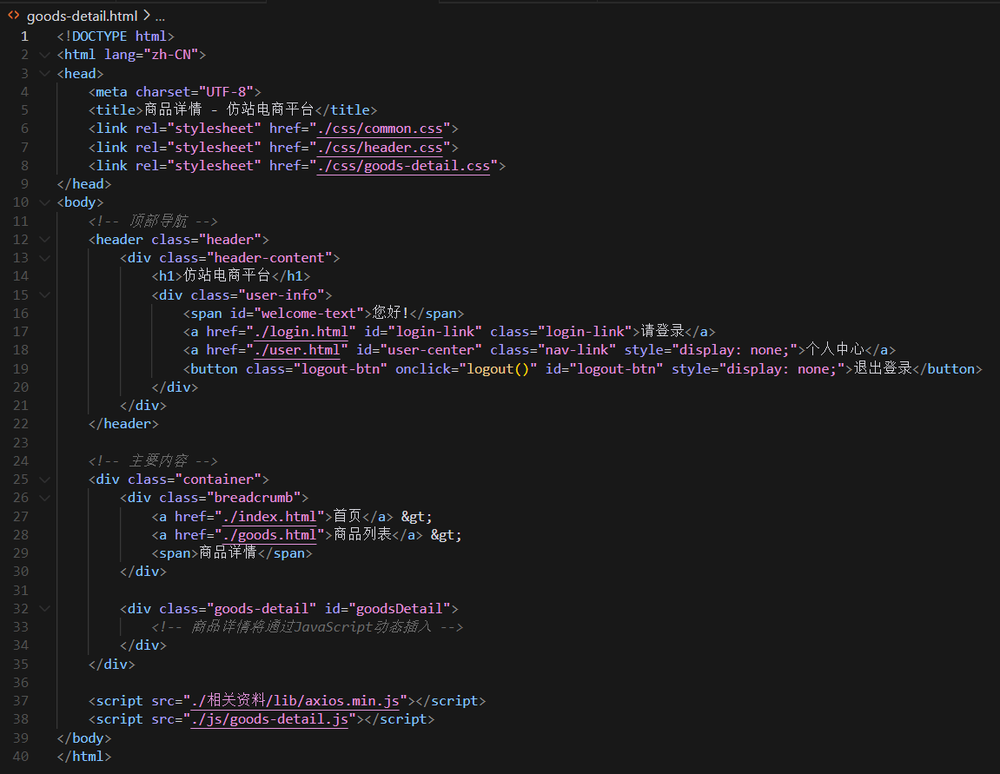 goods-detail.html > ...
1 <!DOCTYPE html>
2 <html lang="zh-CN">
3 <head>
4     <meta charset="UTF-8">
5     <title>商品详情 - 仿站电商平台</title>
6     <link rel="stylesheet" href="./css/common.css">
7     <link rel="stylesheet" href="./css/header.css">
8     <link rel="stylesheet" href="./css/goods-detail.css">
9 </head>
10 <body>
11     <!-- 顶部导航 -->
12     <header class="header">
13         <div class="header-content">
14             <h1>仿站电商平台</h1>
15             <div class="user-info">
16                 <span id="welcome-text">您好!</span>
17                 <a href="./login.html" id="login-link" class="login-link">请登录</a>
18                 <a href="./user.html" id="user-center" class="nav-link" style="display: none;">个人中心</a>
19                 <button class="logout-btn" onclick="logout()" id="logout-btn" style="display: none;">退出登录</button>
20             </div>
21         </div>
22     </header>
23
24     <!-- 主要内容 -->
25     <div class="container">
26         <div class="breadcrumb">
27             <a href="./index.html">首页</a> &gt;
28             <a href="./goods.html">商品列表</a> &gt;
29             <span>商品详情</span>
30         </div>
31
32         <div class="goods-detail" id="goodsDetail">
33             <!-- 商品详情将通过JavaScript动态插入 -->
34         </div>
35     </div>
36
37     <script src="./相关资料/lib/axios.min.js"></script>
38     <script src="./js/goods-detail.js"></script>
39 </body>
40 </html>